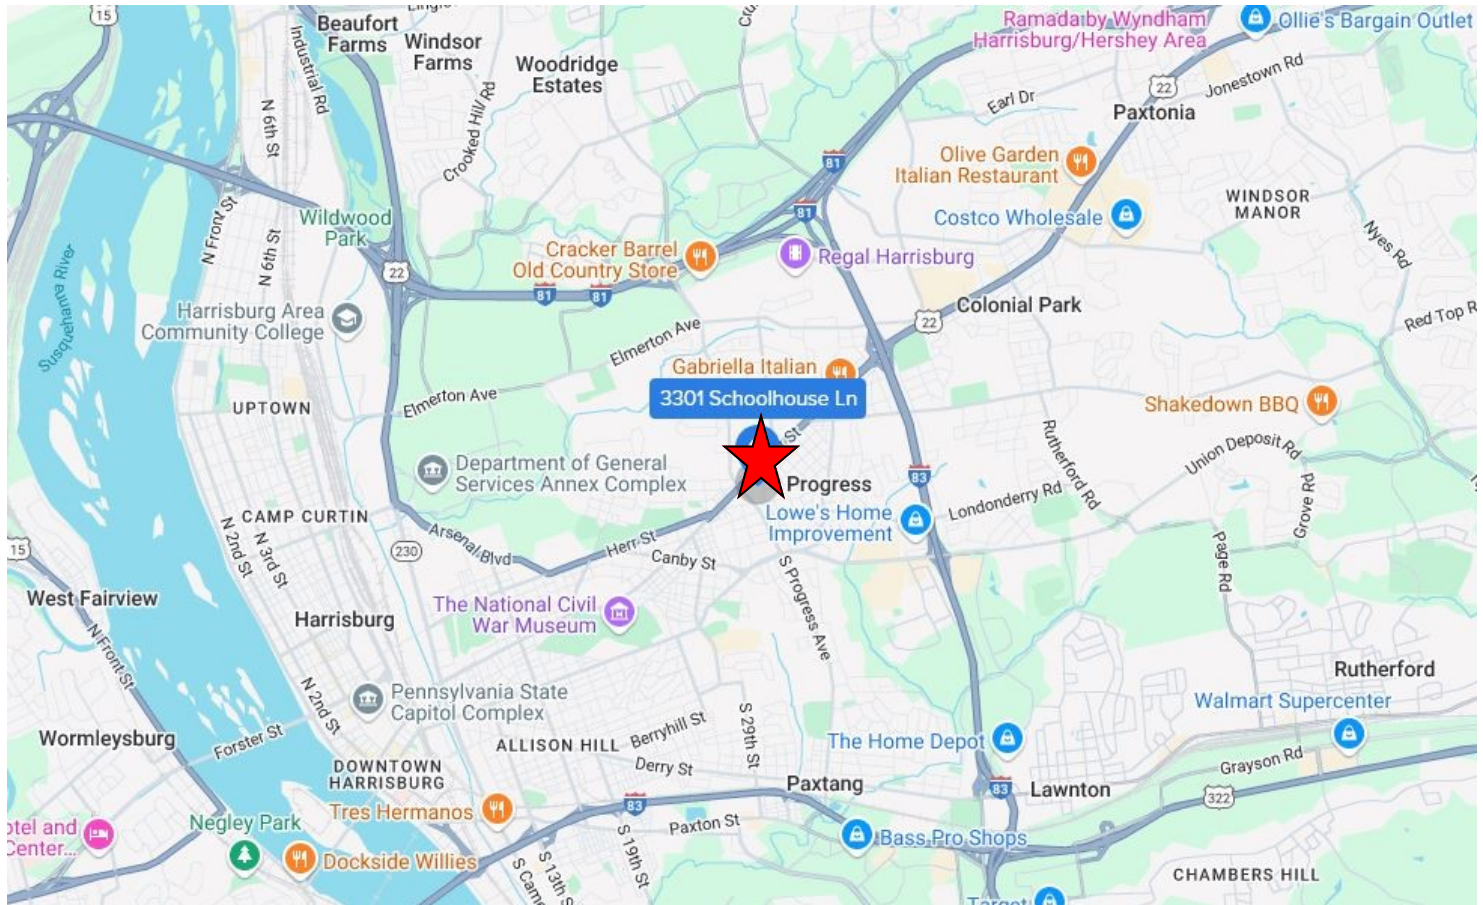 15
Beaufort
Farms
Windsor
Farms
Woodridge
Estates
Ramada by Wyndham
Harrisburg/Hershey Area
Ollie's Bargain Outlet
Industrial Rd
N 6th St
Crooked Hill Rd
22
Jonestown Rd
Earl Dr
Paxtonia
81
Olive Garden
Italian Restaurant
Costco Wholesale
WINDSOR
MANOR
Nyes Rd
N Front St
N 6th St
Wildwood
Park
81
Susquehanna River
22
Cracker Barrel
Old Country Store
Regal Harrisburg
81
81
Harrisburg Area
Community College
Colonial Park
22
Red Top R
Elmerton Ave
Gabriella Italian
3301 Schoolhouse Ln
Elmerton Ave
UPTOWN
St
Shakedown BBQ
Rutherford Rd
Union Deposit Rd
Department of General
Services Annex Complex
Progress
83
Londonderry Rd
Grove Rd
Lowe's Home
Improvement
CAMP CURTIN
N 2nd St
N 3rd St
230
Arsenal Blvd
Herr St
Canby St
15
S Progress Ave
Page Rd
West Fairview
N Front St
Harrisburg
The National Civil
War Museum
Rutherford
Pennsylvania State
Capitol Complex
N 2nd St
Walmart Supercenter
Wormleysburg
Forster St
ALLISON HILL
Berryhill St
S 29th St
The Home Depot
Derry St
Grayson Rd
DOWNTOWN
HARRISBURG
Paxtang
83
Lawnton
322
Tres Hermanos
83
Negley Park
Paxton St
Bass Pro Shops
otel and
Center...
Dockside Willies
S 19th St
S 13th S
S Came
CHAMBERS HILL
Target